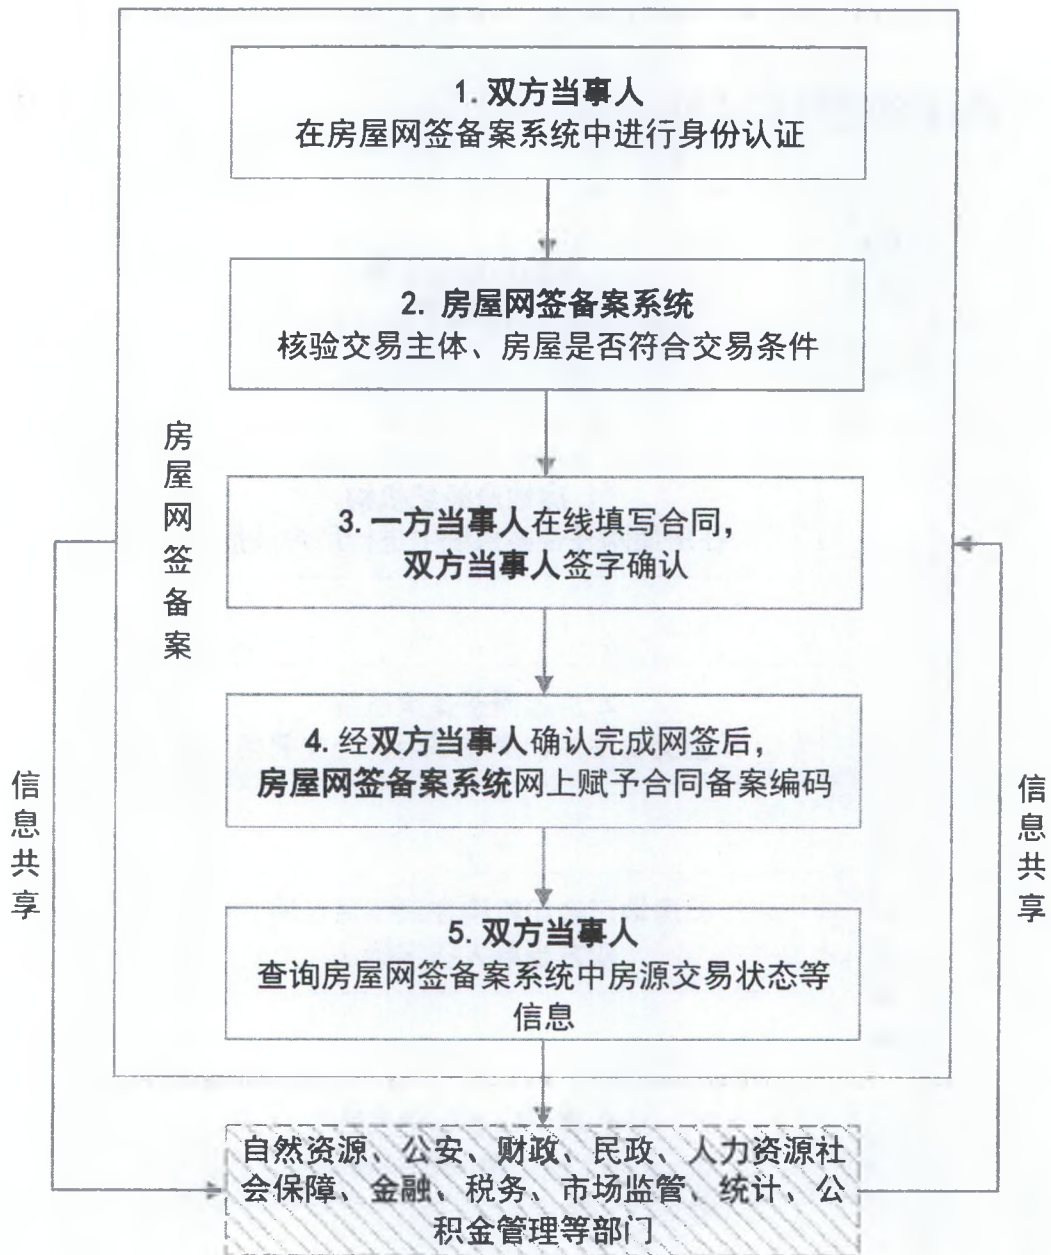 1. 双方当事人
在房屋网签备案系统中进行身份认证
2. 房屋网签备案系统
核验交易主体、房屋是否符合交易条件
房屋网签备案
3. 一方当事人在线填写合同，
双方当事人签字确认
4. 经双方当事人确认完成网签后，
房屋网签备案系统网上赋予合同备案编码
信息共享
信息共享
5. 双方当事人
查询房屋网签备案系统中房源交易状态等
信息
自然资源、公安、财政、民政、人力资源社
会保障、金融、税务、市场监管、统计、公
积金管理等部门